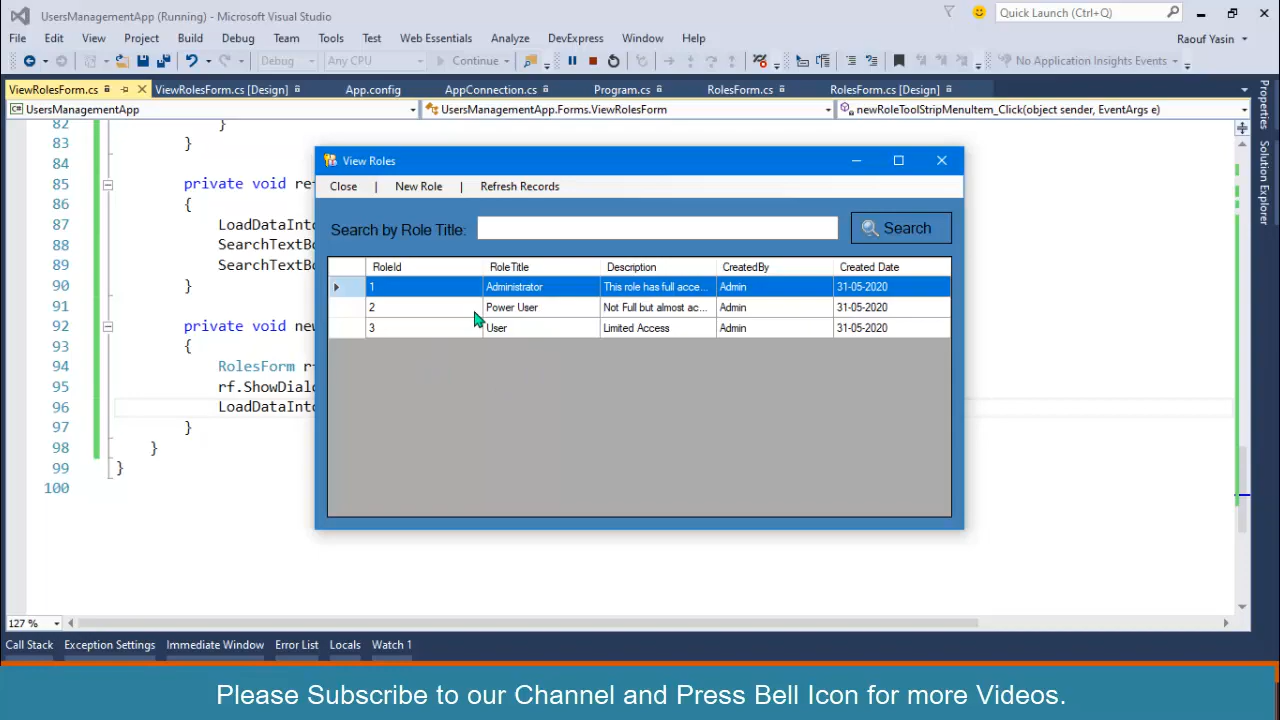 UsersManagementApp (Running) - Microsoft Visual Studio
Quick Launch (Ctrl+Q)
File Edit View Project Build Debug Team Tools Test Web Essentials Analyze DevExpress Window Help
Raouf Yasin
Debug Any CPU Continue No Application Insights Events
ViewRolesForm.cs ViewRolesForm.cs [Design] App.config AppConnection.cs Program.cs RolesForm.cs RolesForm.cs [Design]
UsersManagementApp UsersManagementApp.Forms.ViewRolesForm newRoleToolStripMenuItem_Click(object sender, EventArgs e)
Properties
Solution Explorer
82 }
83 }
84
85 private void
86 {
87 LoadDataInt
88 SearchTextB
89 SearchTextB
90 }
91
92 private void
93 {
94 RolesForm
95 rf.ShowDial
96 LoadDataInt
97 }
98 }
99 }
100
View Roles
Close | New Role | Refresh Records
Search by Role Title: Search
RoleId RoleTitle Description CreatedBy Created Date
1 Administrator This role has full acce... Admin 31-05-2020
2 Power User Not Full but almost ac... Admin 31-05-2020
3 User Limited Access Admin 31-05-2020
127 %
Call Stack Exception Settings Immediate Window Error List Locals Watch 1
Please Subscribe to our Channel and Press Bell Icon for more Videos.